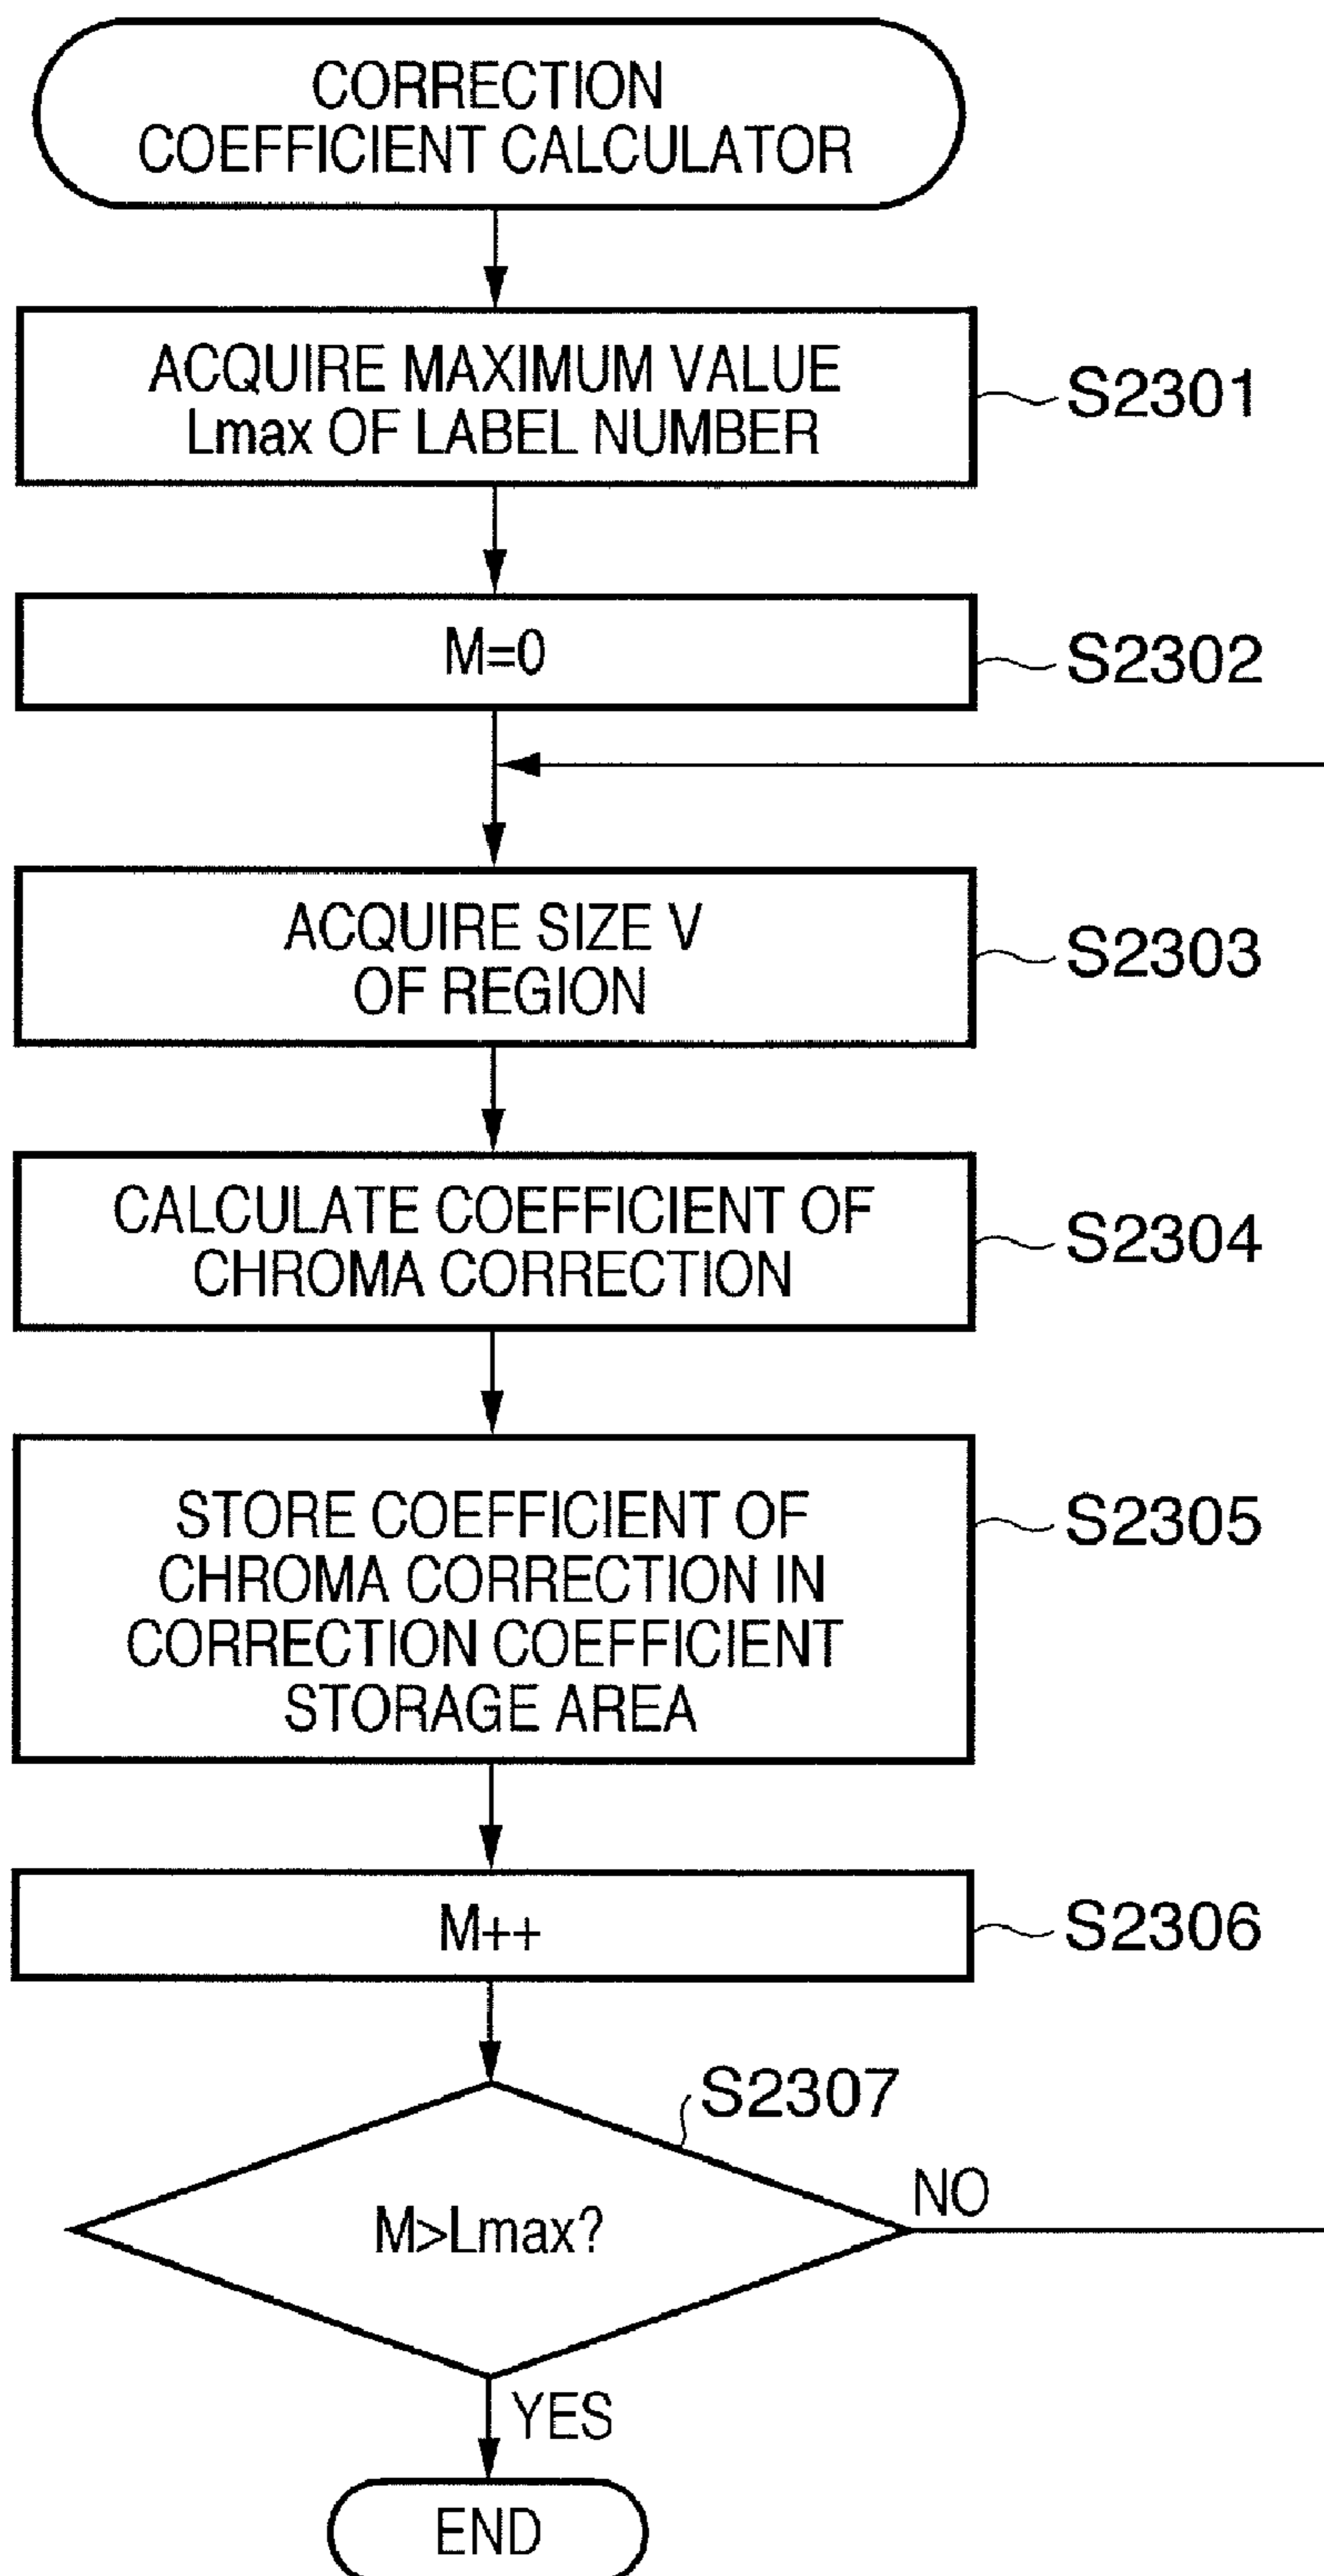 CORRECTION
COEFFICIENT CALCULATOR
ACQUIRE MAXIMUM VALUE
Lmax OF LABEL NUMBER
S2301
M=0
S2302
ACQUIRE SIZE V
OF REGION
S2303
CALCULATE COEFFICIENT OF
CHROMA CORRECTION
S2304
STORE COEFFICIENT OF
CHROMA CORRECTION IN
CORRECTION COEFFICIENT
STORAGE AREA
S2305
M++
S2306
S2307
M>Lmax?
NO
YES
END